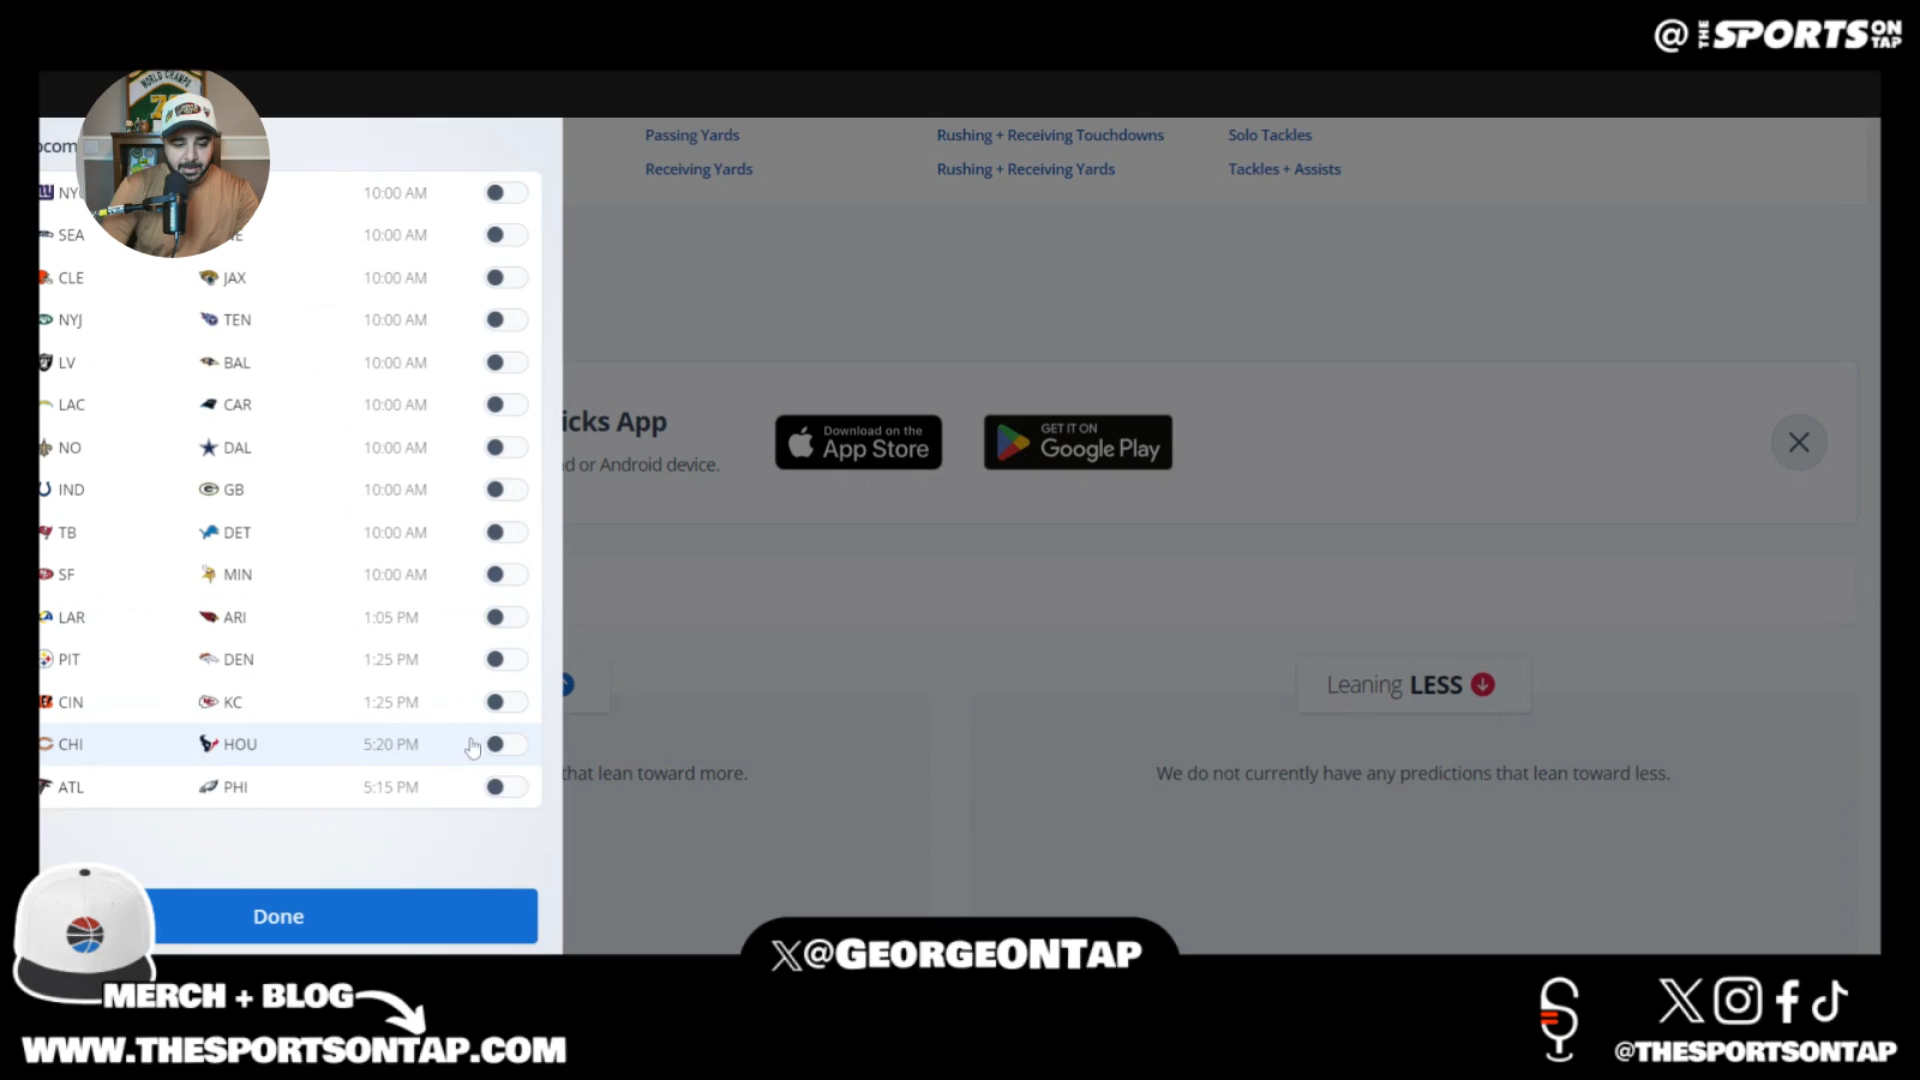 @ THE SPORTS ON TAP
WORLD CHAMPS
Passing Yards
Rushing + Receiving Touchdowns
Solo Tackles
Receiving Yards
Rushing + Receiving Yards
Tackles + Assists
10:00 AM
SEA 10:00 AM
CLE JAX 10:00 AM
NYJ TEN 10:00 AM
LV BAL 10:00 AM
LAC CAR 10:00 AM
NO DAL 10:00 AM
IND GB 10:00 AM
TB DET 10:00 AM
SF MIN 10:00 AM
LAR ARI 1:05 PM
PIT DEN 1:25 PM
CIN KC 1:25 PM
CHI HOU 5:20 PM
ATL PHI 5:15 PM
Done
icks App
d or Android device.
Download on the
App Store
GET IT ON
Google Play
Leaning LESS
that lean toward more.
We do not currently have any predictions that lean toward less.
X@GEORGEONTAP
MERCH + BLOG
WWW.THESPORTSONTAP.COM
@THESPORTSONTAP